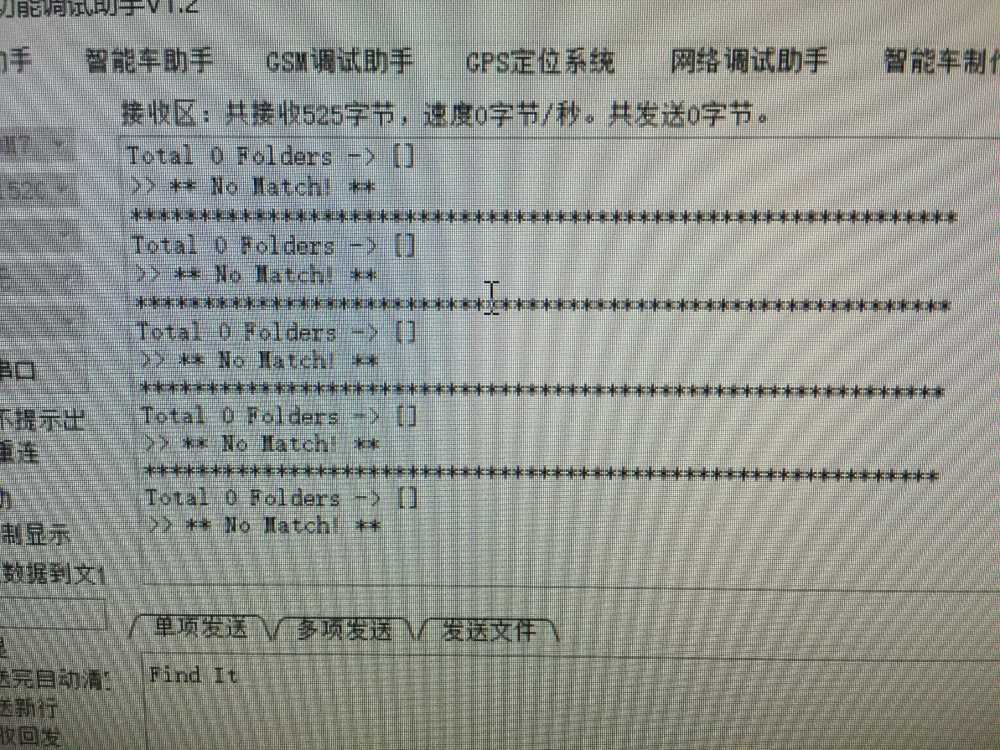 功能调试助手V1.2
助手 智能车助手 GSM调试助手 GPS定位系统 网络调试助手 智能车制作
接收区：共接收525字节，速度0字节/秒。共发送0字节。
Total 0 Folders -> []
>> ** No Match! **
************************************************************
Total 0 Folders -> []
>> ** No Match! **
************************************************************
Total 0 Folders -> []
>> ** No Match! **
************************************************************
Total 0 Folders -> []
>> ** No Match! **
************************************************************
Total 0 Folders -> []
>> ** No Match! **
串口
不提示出
重连
制显示
数据到文件
单项发送 多项发送 发送文件
Find It
送完自动清空
送新行
收回发